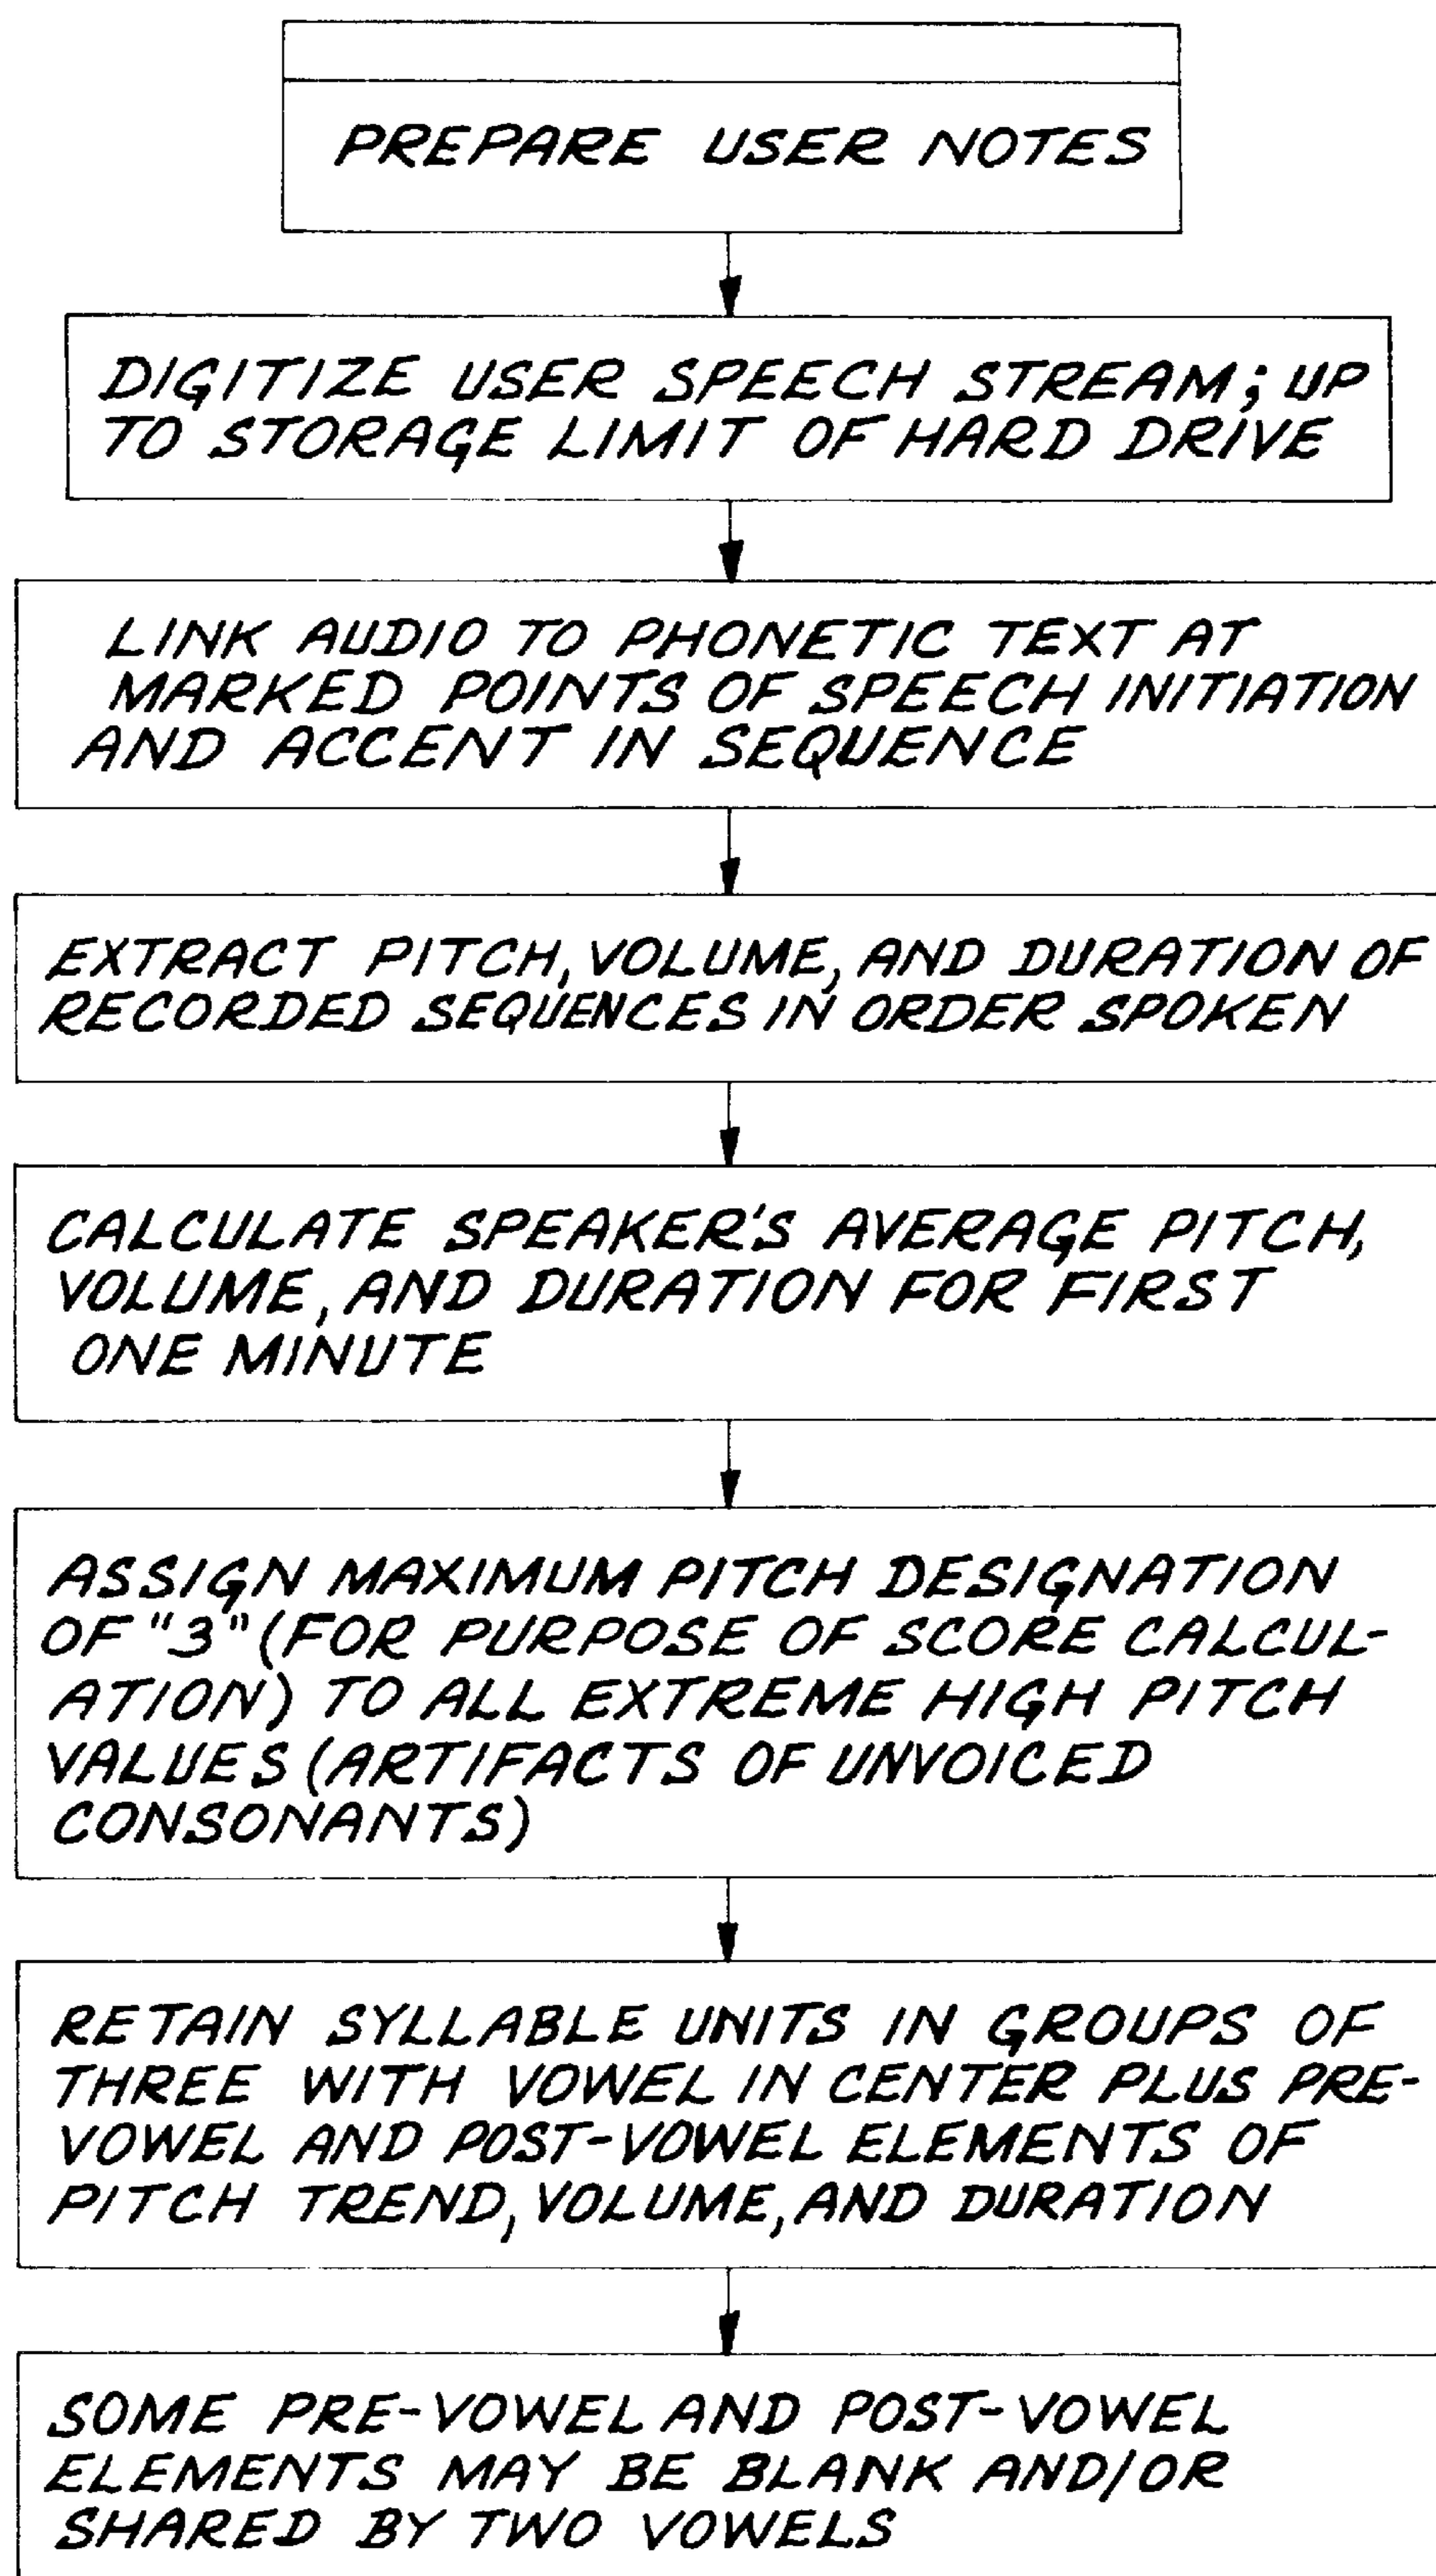 PREPARE USER NOTES
DIGITIZE USER SPEECH STREAM; UP
TO STORAGE LIMIT OF HARD DRIVE
LINK AUDIO TO PHONETIC TEXT AT
MARKED POINTS OF SPEECH INITIATION
AND ACCENT IN SEQUENCE
EXTRACT PITCH, VOLUME, AND DURATION OF
RECORDED SEQUENCES IN ORDER SPOKEN
CALCULATE SPEAKER'S AVERAGE PITCH,
VOLUME, AND DURATION FOR FIRST
ONE MINUTE
ASSIGN MAXIMUM PITCH DESIGNATION
OF "3" (FOR PURPOSE OF SCORE CALCUL-
ATION) TO ALL EXTREME HIGH PITCH
VALUES (ARTIFACTS OF UNVOICED
CONSONANTS)
RETAIN SYLLABLE UNITS IN GROUPS OF
THREE WITH VOWEL IN CENTER PLUS PRE-
VOWEL AND POST-VOWEL ELEMENTS OF
PITCH TREND, VOLUME, AND DURATION
SOME PRE-VOWEL AND POST-VOWEL
ELEMENTS MAY BE BLANK AND/OR
SHARED BY TWO VOWELS